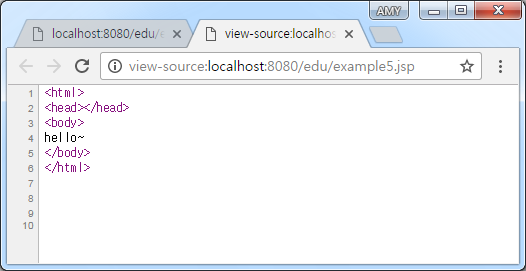 AMY
localhost:8080/edu/e
view-source:localhos
view-source:localhost:8080/edu/example5.jsp
1 <html>
2 <head></head>
3 <body>
4 hello~
5 </body>
6 </html>
7
8
9
10